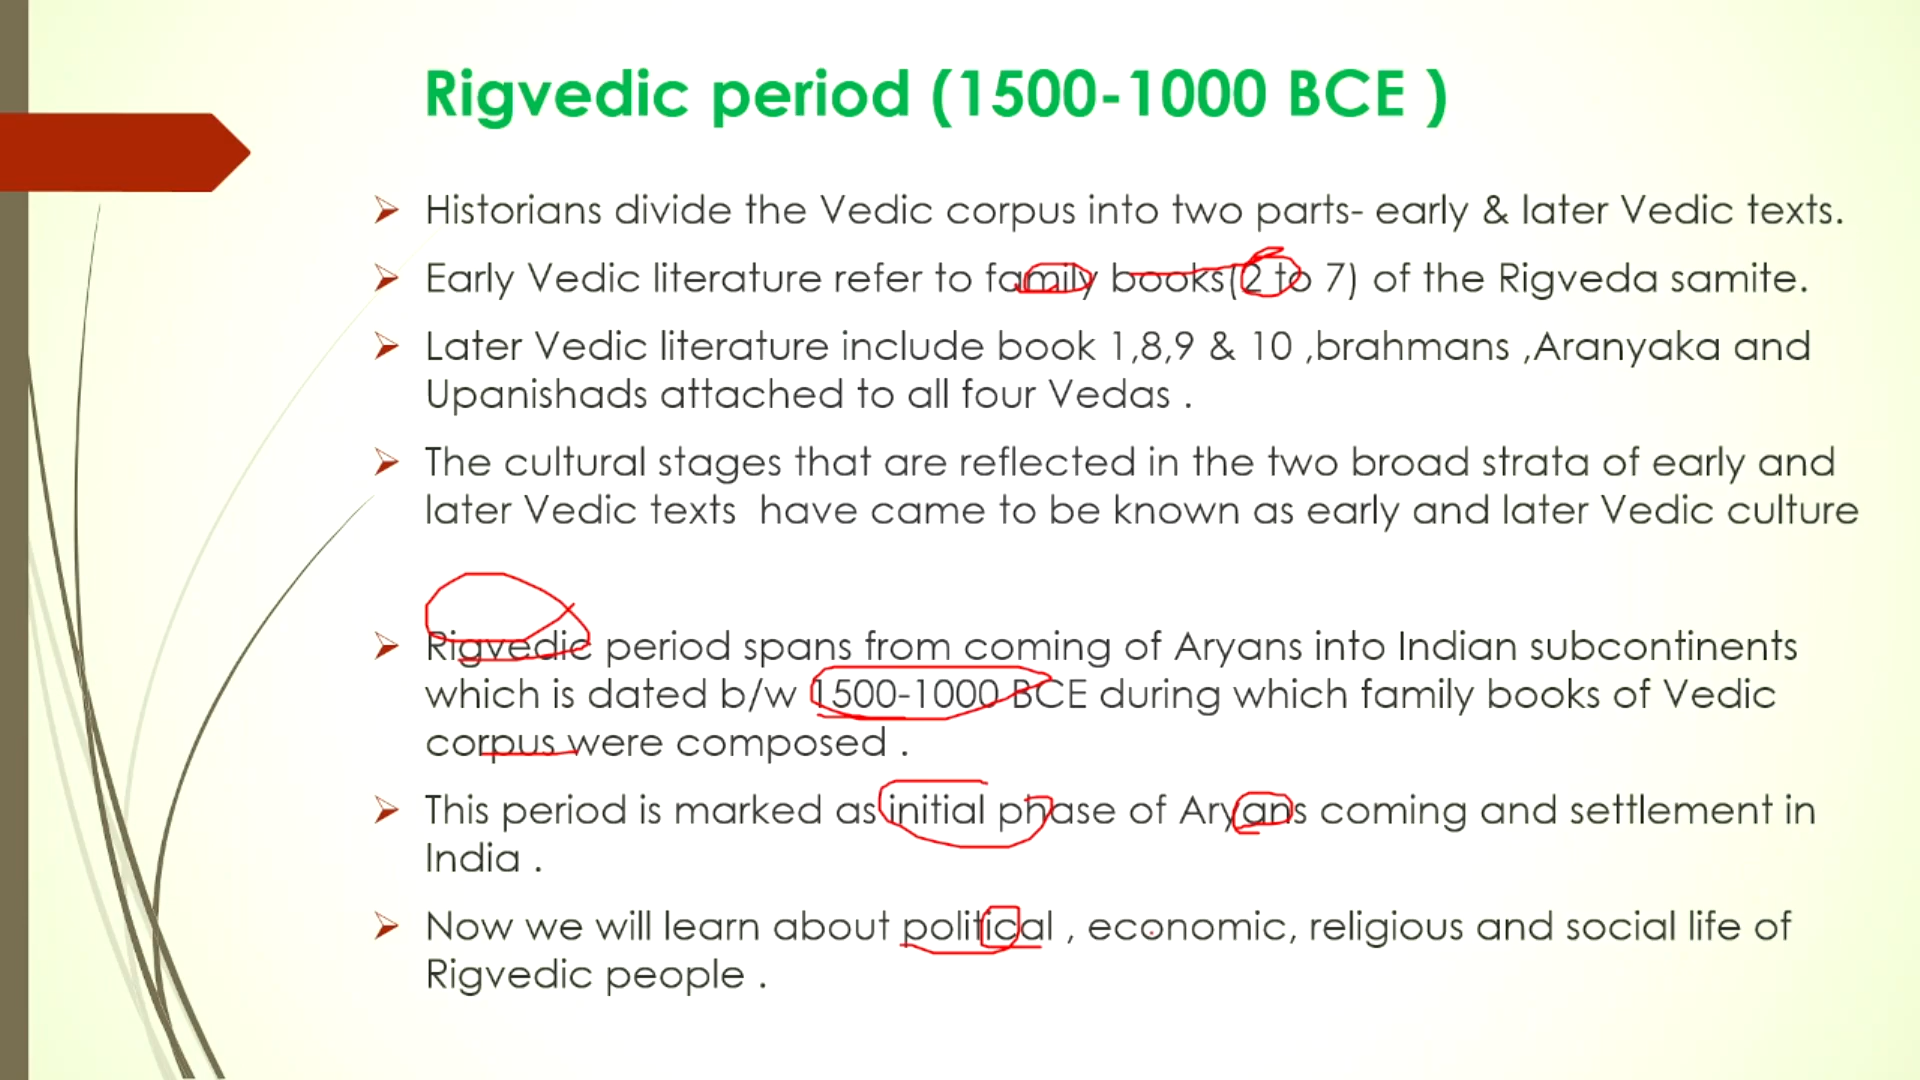 Rigvedic period (1500-1000 BCE )
Historians divide the Vedic corpus into two parts- early & later Vedic texts.
Early Vedic literature refer to family books(2 to 7) of the Rigveda samite.
Later Vedic literature include book 1,8,9 & 10 ,brahmans ,Aranyaka and
Upanishads attached to all four Vedas .
The cultural stages that are reflected in the two broad strata of early and
later Vedic texts have came to be known as early and later Vedic culture
Rigvedic period spans from coming of Aryans into Indian subcontinents
which is dated b/w 1500-1000 BCE during which family books of Vedic
corpus were composed .
This period is marked as initial phase of Aryans coming and settlement in
India .
Now we will learn about political , economic, religious and social life of
Rigvedic people .